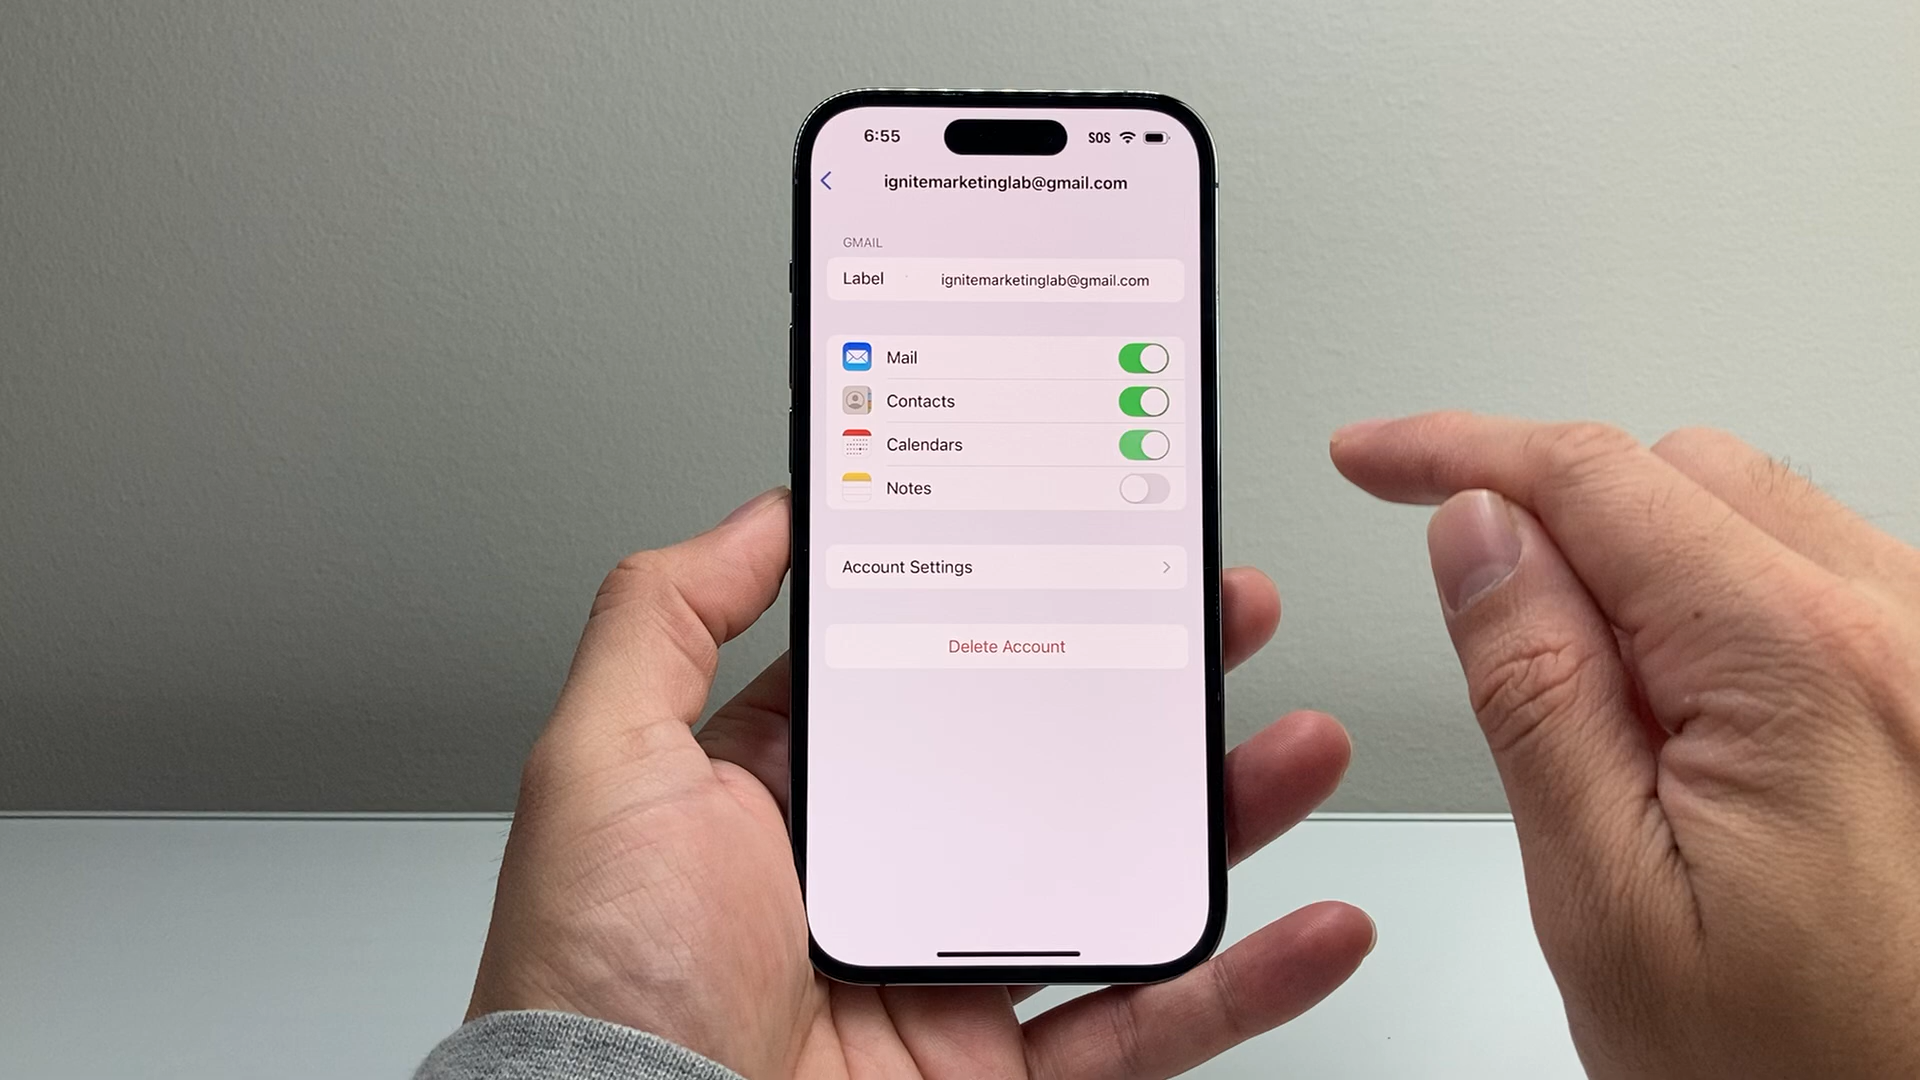 6:55 SOS
ignitemarketinglab@gmail.com
GMAIL
Label ignitemarketinglab@gmail.com
Mail
Contacts
Calendars
Notes
Account Settings
Delete Account